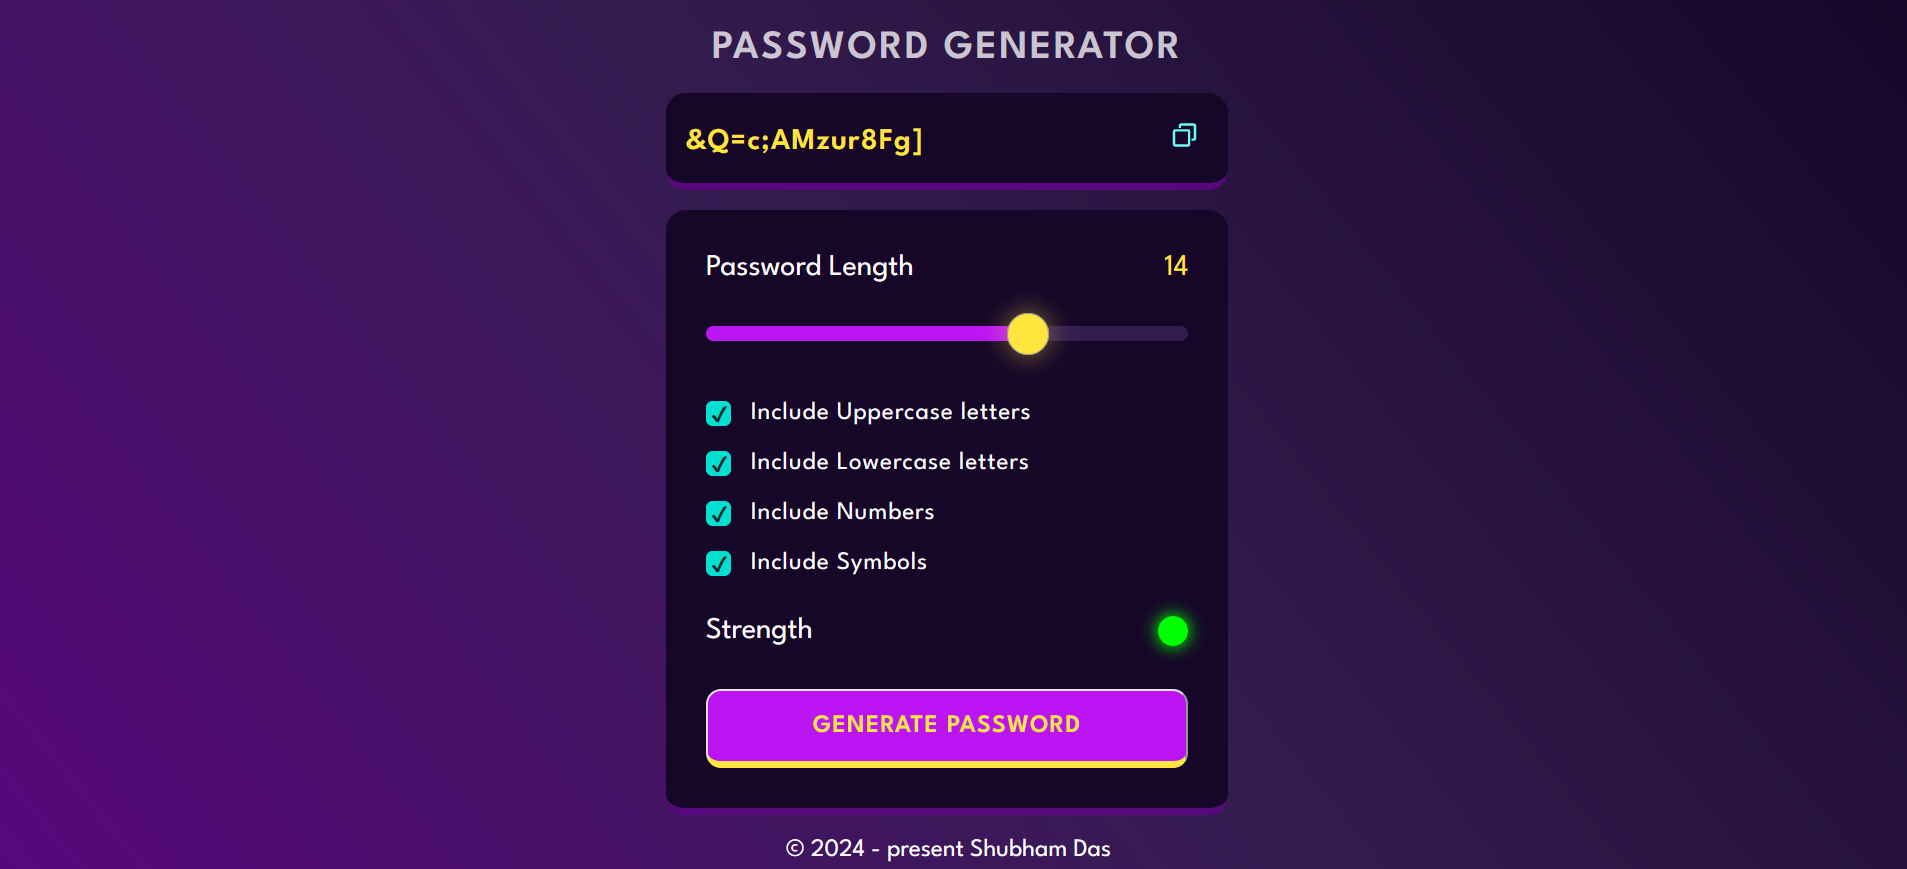 PASSWORD GENERATOR
&Q=c;AMzur8Fg]
Password Length 14
Include Uppercase letters
Include Lowercase letters
Include Numbers
Include Symbols
Strength
GENERATE PASSWORD
© 2024 - present Shubham Das